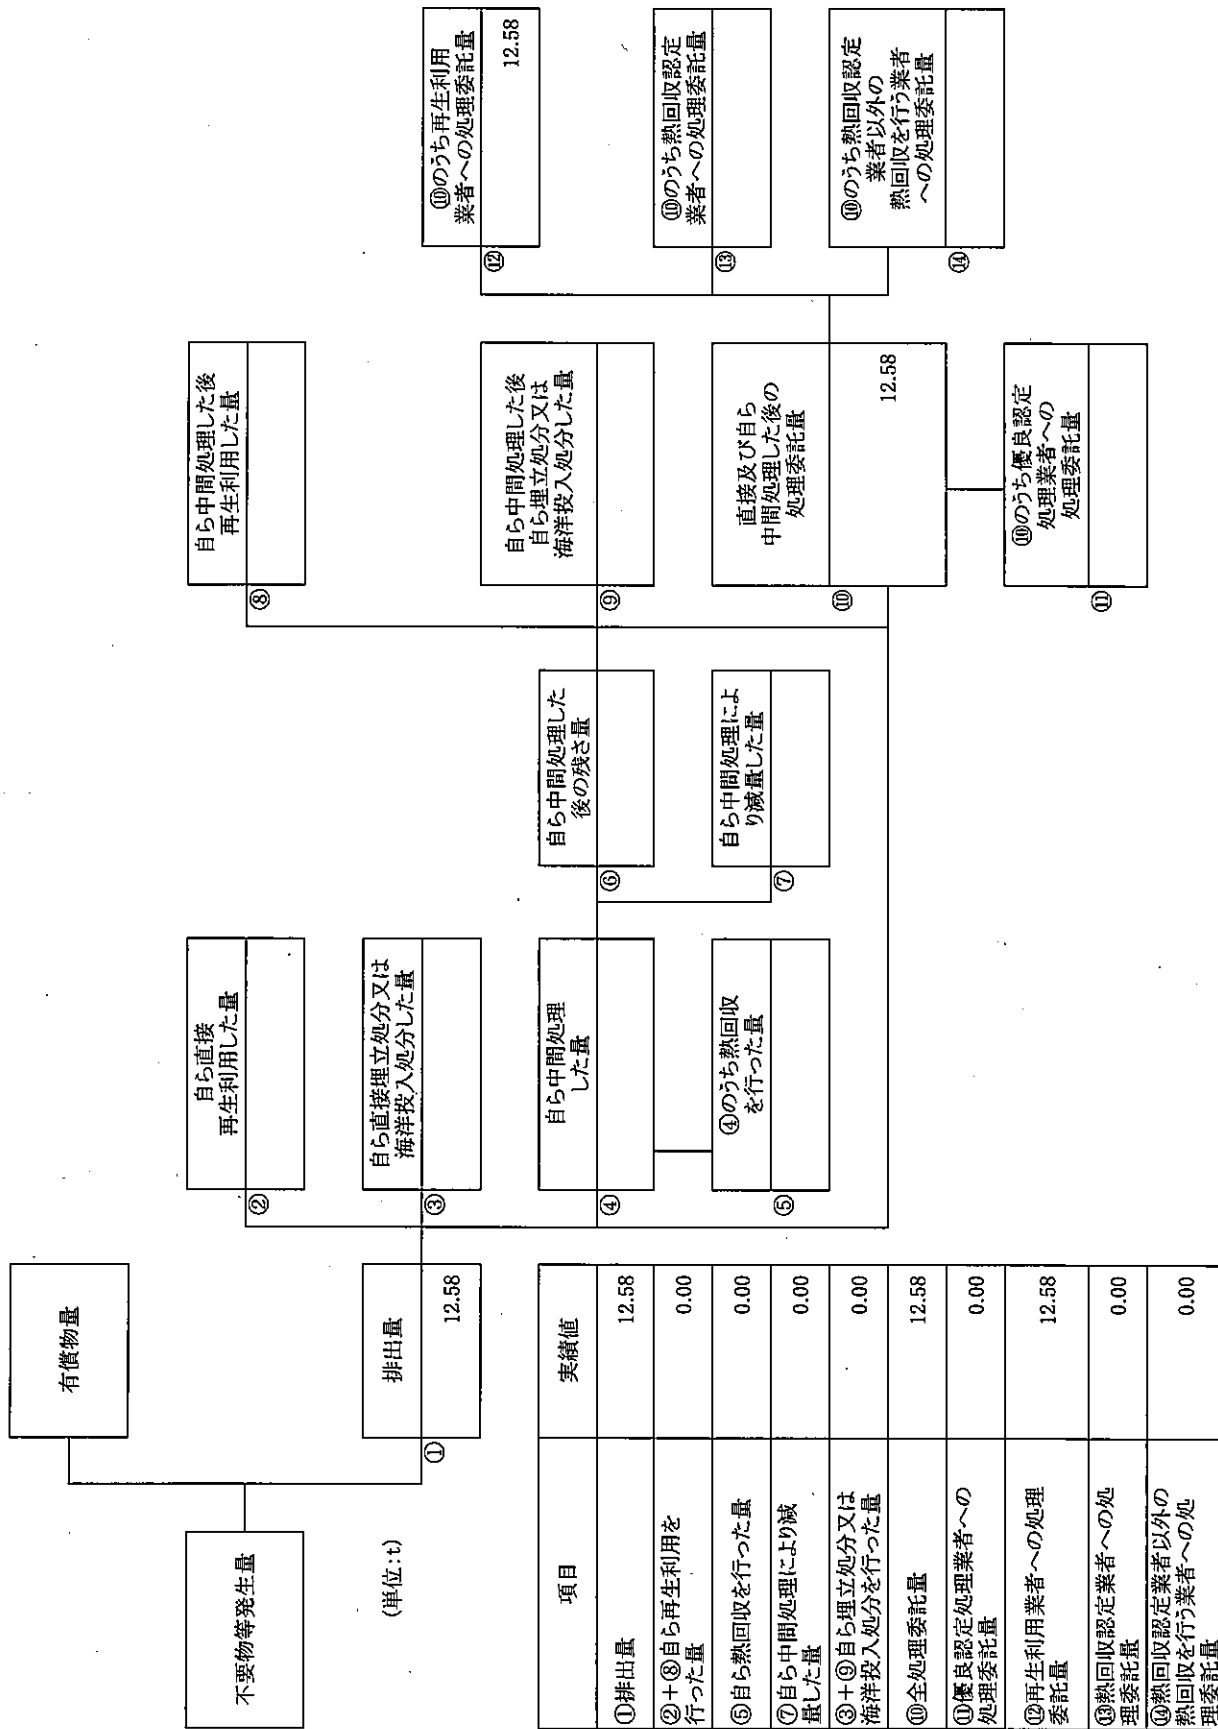 不要物等発生量
有償物量
(単位:t)
①
排出量
12.58
②
自ら直接
再生利用した量
③
自ら直接埋立処分又は
海洋投入処分した量
④
自ら中間処理
した量
⑤
④のうち熱回収
を行った量
⑥
自ら中間処理した
後の残さ量
⑦
自ら中間処理によ
り減量した量
⑧
自ら中間処理した後
再生利用した量
⑨
自ら中間処理した後
自ら埋立処分又は
海洋投入処分した量
⑩
直接及び自ら
中間処理した後の
処理委託量
12.58
⑪
⑩のうち優良認定
処理業者への
処理委託量
⑫
⑩のうち再生利用
業者への処理委託量
12.58
⑬
⑩のうち熱回収認定
業者への処理委託量
⑭
⑩のうち熱回収認定
業者以外の
熱回収を行う業者
への処理委託量
項目 実績値
①排出量 12.58
②+⑧自ら再生利用を
行った量 0.00
⑤自ら熱回収を行った量 0.00
⑦自ら中間処理により減
量した量 0.00
③+⑨自ら埋立処分又は
海洋投入処分を行った量 0.00
⑩全処理委託量 12.58
⑪優良認定処理業者への
処理委託量 0.00
⑫再生利用業者への処理
委託量 12.58
⑬熱回収認定業者への処
理委託量 0.00
⑭熱回収認定業者以外の
熱回収を行う業者への処
理委託量 0.00